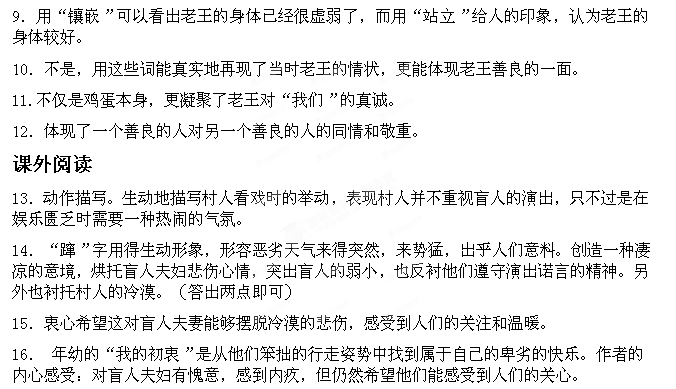 9. 用“镶嵌”可以看出老王的身体已经很虚弱了，而用“站立”给人的印象，认为老王的
身体较好。
10. 不是，用这些词能真实地再现了当时老王的情状，更能体现老王善良的一面。
11.不仅是鸡蛋本身，更凝聚了老王对“我们”的真诚。
12. 体现了一个善良的人对另一个善良的人的同情和敬重。
课外阅读
13. 动作描写。生动地描写村人看戏时的举动，表现村人并不重视盲人的演出，只不过是在
娱乐匮乏时需要一种热闹的气氛。
14. “蹿”字用得生动形象，形容恶劣天气来得突然，来势猛，出乎人们意料。创造一种凄
凉的意境，烘托盲人夫妇悲伤心情，突出盲人的弱小，也反衬他们遵守演出诺言的精神。另
外也衬托村人的冷漠。（答出两点即可）
15. 衷心希望这对盲人夫妻能够摆脱冷漠的悲伤，感受到人们的关注和温暖。
16. 年幼的“我的初衷”是从他们笨拙的行走姿势中找到属于自己的卑劣的快乐。作者的
内心感受：对盲人夫妇有愧意，感到内疚，但仍然希望他们能感受到人们的关心。